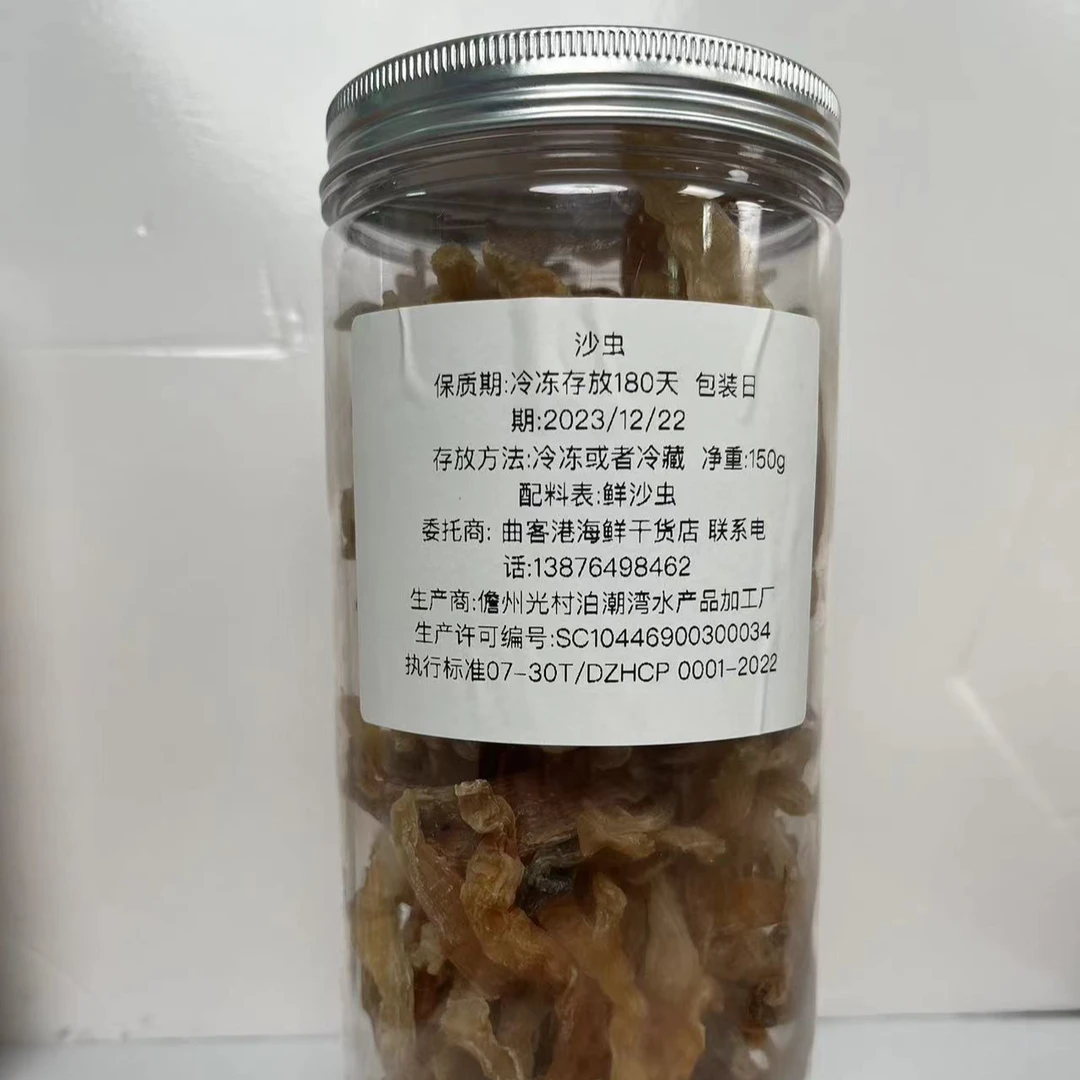 沙虫
保质期:冷冻存放180天 包装日
期:2023/12/22
存放方法:冷冻或者冷藏 净重:150g
配料表:鲜沙虫
委托商: 曲客港海鲜干货店 联系电
话:13876498462
生产商:儋州光村泊潮湾水产品加工厂
生产许可编号:SC10446900300034
执行标准07-30T/DZHCP 0001-2022